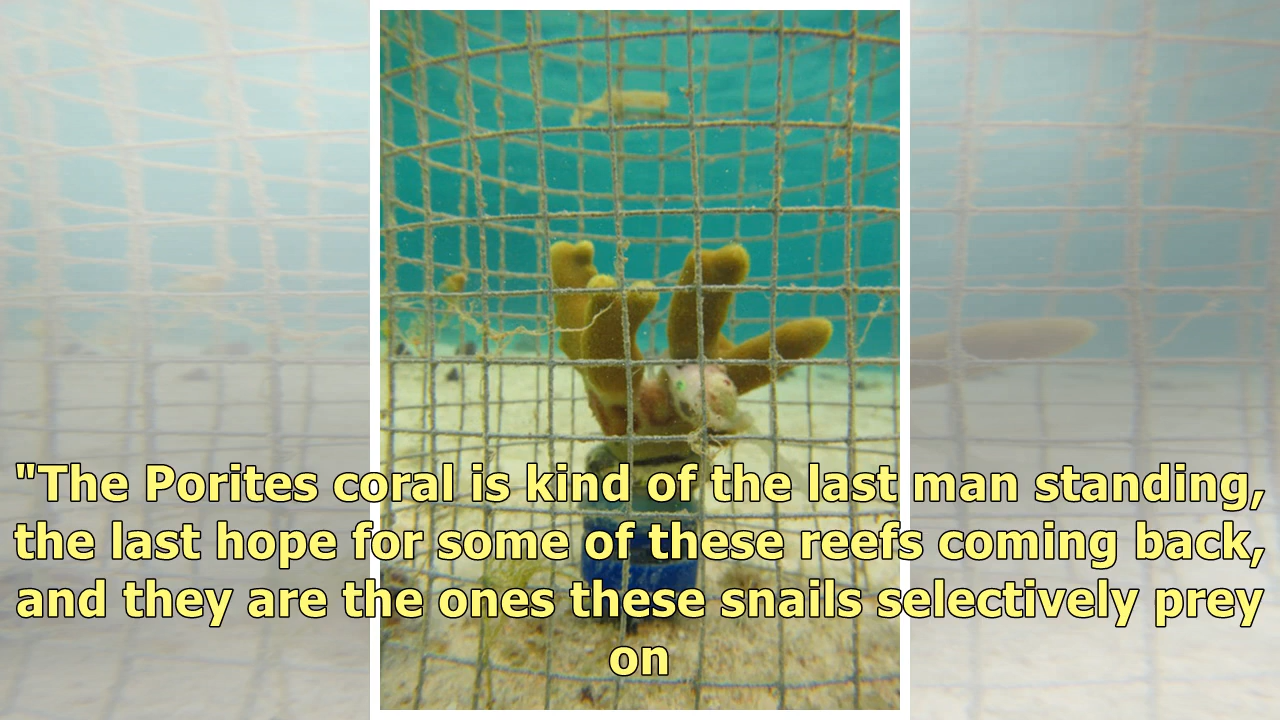 "The Porites coral is kind of the last man standing,
the last hope for some of these reefs coming back,
and they are the ones these snails selectively prey
on